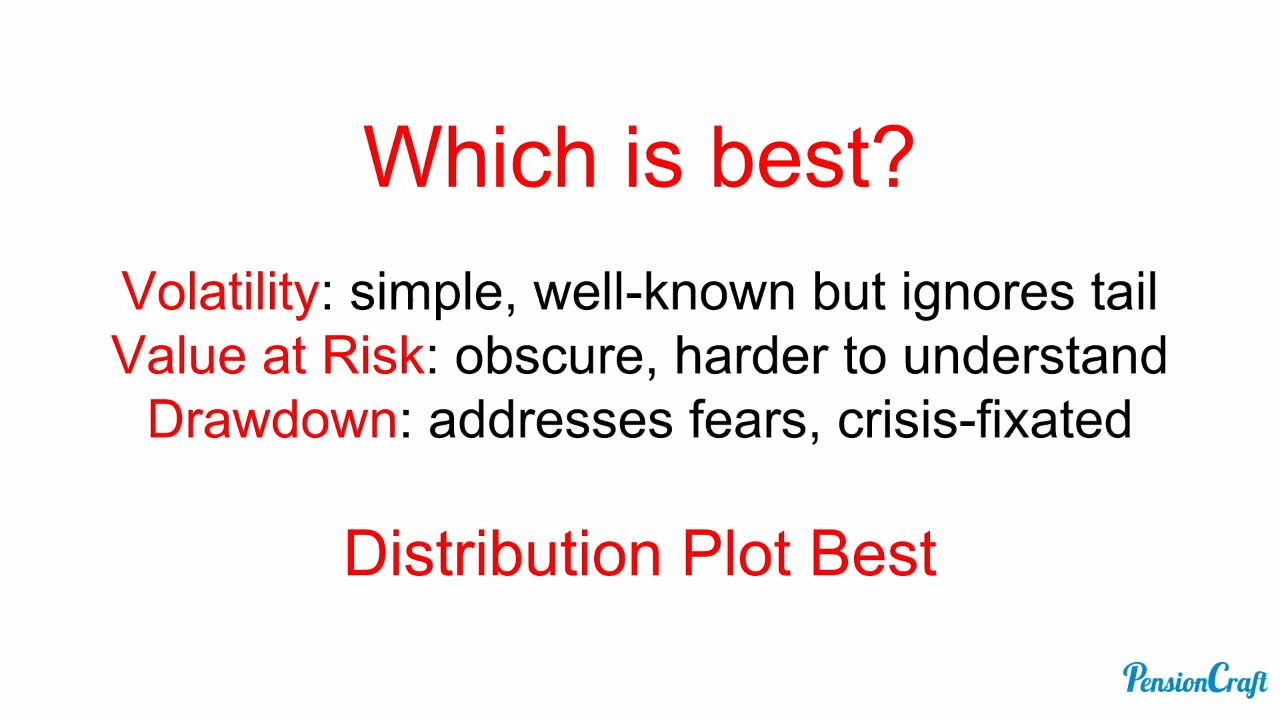 Which is best?
Volatility: simple, well-known but ignores tail
Value at Risk: obscure, harder to understand
Drawdown: addresses fears, crisis-fixated
Distribution Plot Best
PensionCraft